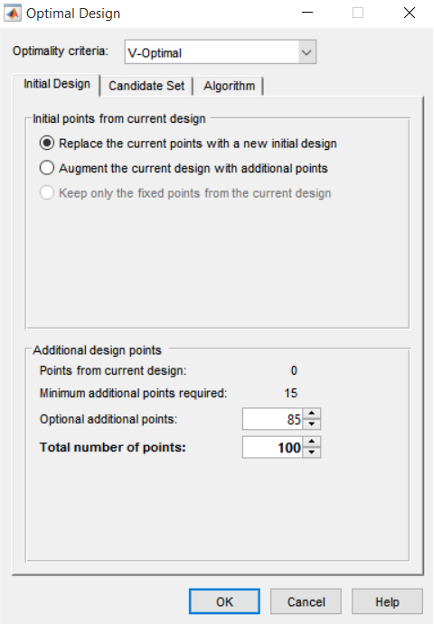 Optimal Design
Optimality criteria: V-Optimal
Initial Design Candidate Set Algorithm
Initial points from current design
Replace the current points with a new initial design
Augment the current design with additional points
Keep only the fixed points from the current design
Additional design points
Points from current design: 0
Minimum additional points required: 15
Optional additional points: 85
Total number of points: 100
OK Cancel Help